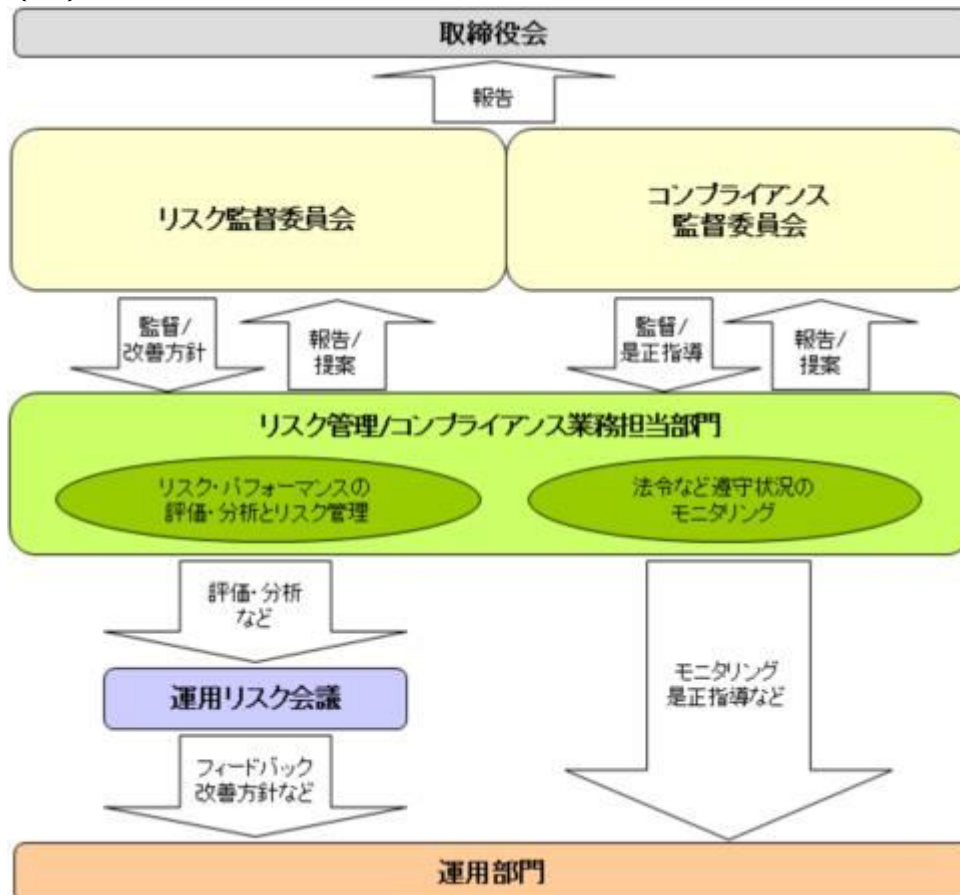 取締役会
報告
リスク監督委員会
コンプライアンス
監督委員会
監督/
改善方針
報告/
提案
監督/
是正指導
報告/
提案
リスク管理/コンプライアンス業務担当部門
リスク・パフォーマンスの
評価・分析とリスク管理
法令など遵守状況の
モニタリング
評価・分析
など
運用リスク会議
フィードバック
改善方針など
モニタリング
是正指導など
運用部門